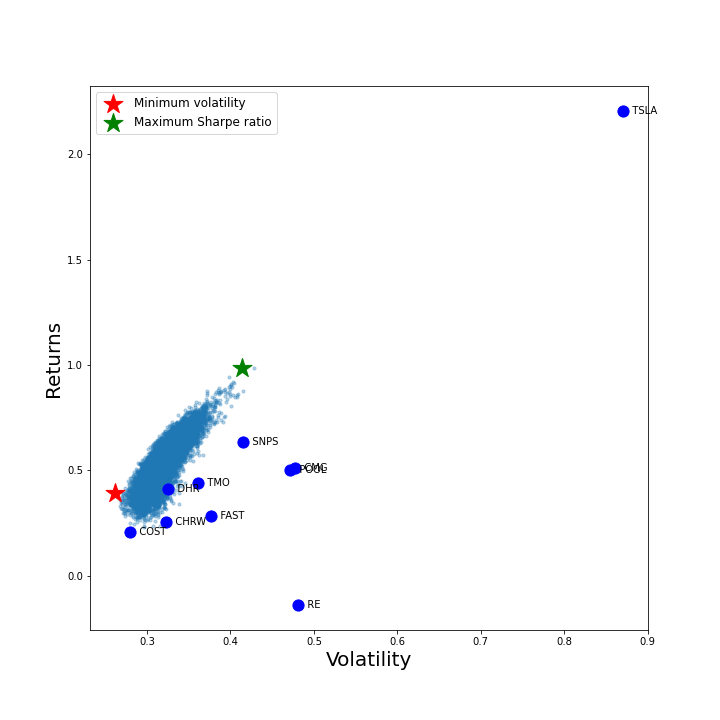 Minimum volatility
Maximum Sharpe ratio
TSLA
2.0
1.5
1.0
0.5
0.0
Returns
SNPS
CMG
POOL
TMO
DHR
FAST
CHRW
COST
RE
0.3 0.4 0.5 0.6 0.7 0.8 0.9
Volatility